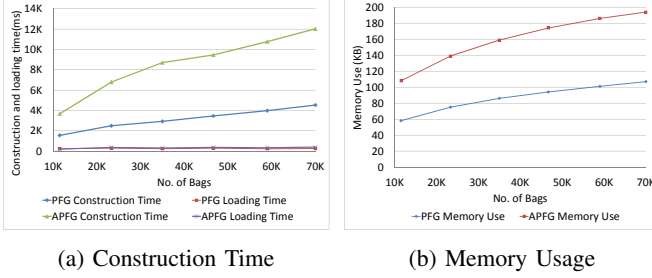 Construction and loading time(ms)
14K
12K
10K
8K
6K
4K
2K
0
10K 20K 30K 40K 50K 60K 70K
No. of Bags
PFG Construction Time PFG Loading Time
APFG Construction Time APFG Loading Time
(a) Construction Time
Memory Use (KB)
200
180
160
140
120
100
80
60
40
20
0
10K 20K 30K 40K 50K 60K 70K
No. of Bags
PFG Memory Use APFG Memory Use
(b) Memory Usage